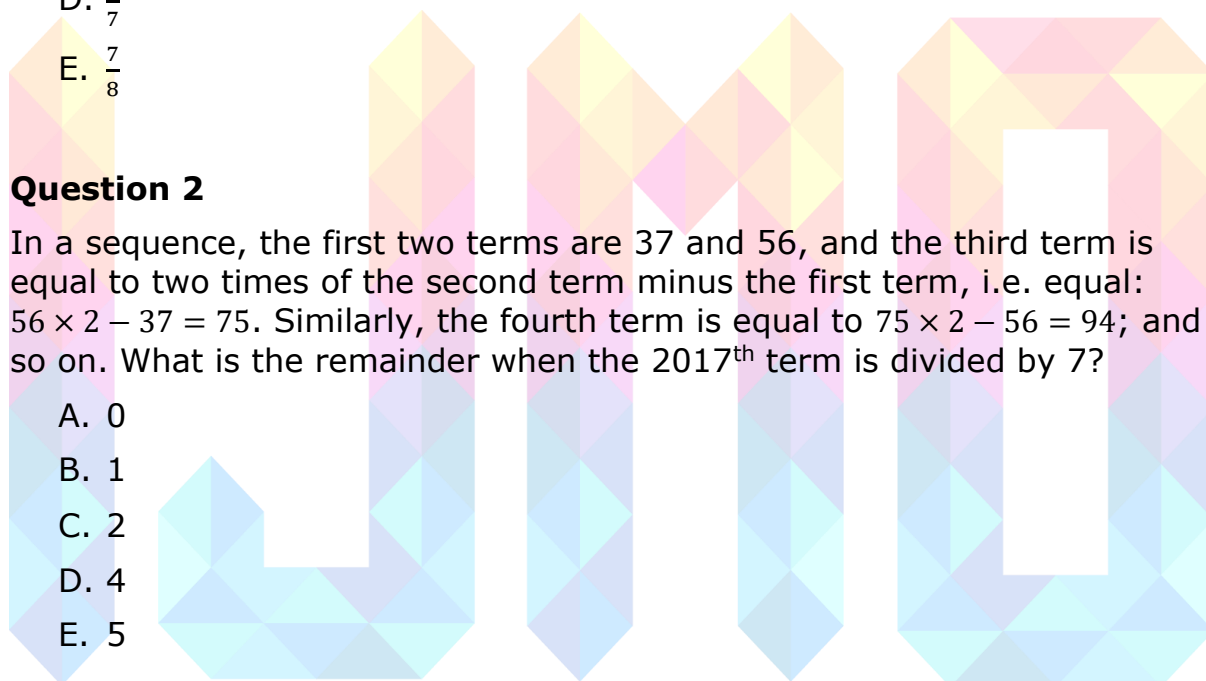 D. 7
E. 7/8
Question 2
In a sequence, the first two terms are 37 and 56, and the third term is
equal to two times of the second term minus the first term, i.e. equal:
56 × 2 − 37 = 75. Similarly, the fourth term is equal to 75 × 2 − 56 = 94; and
so on. What is the remainder when the 2017th term is divided by 7?
A. 0
B. 1
C. 2
D. 4
E. 5